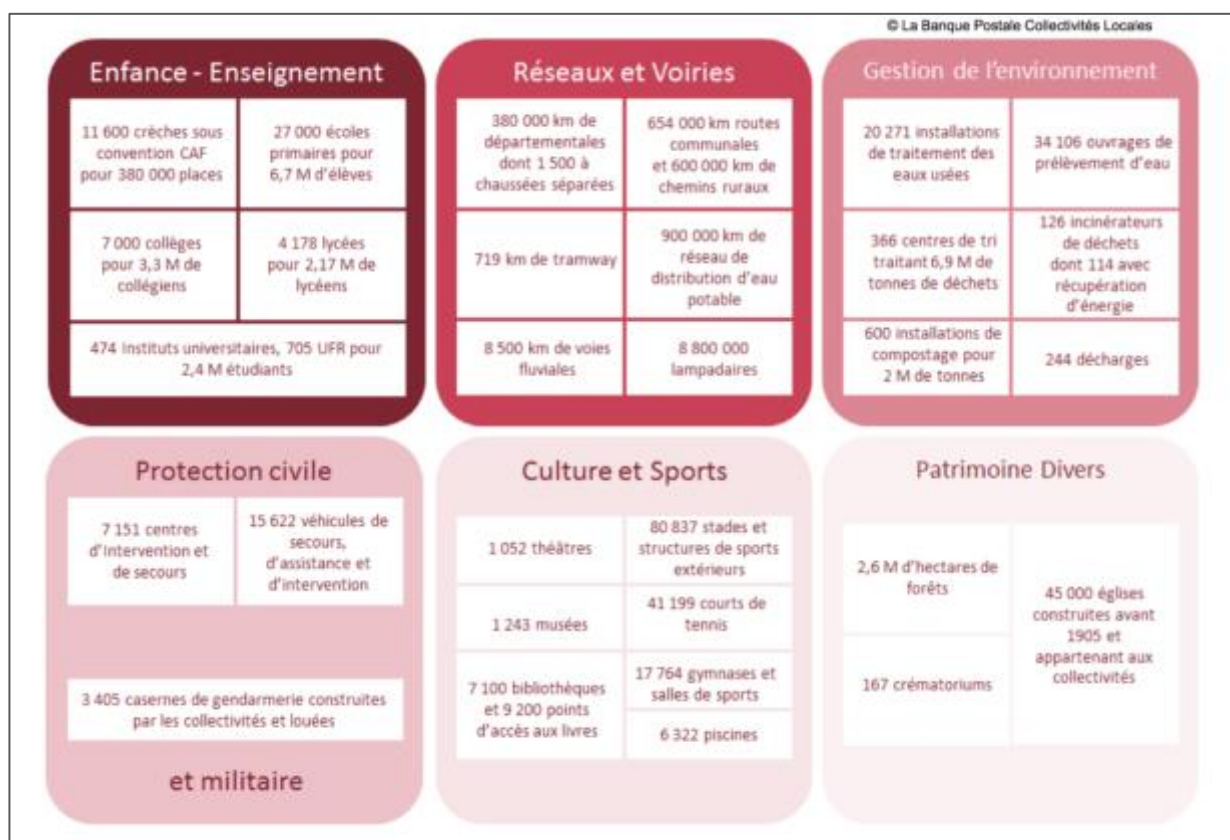 © La Banque Postale Collectivités Locales
Enfance - Enseignement
11 600 crèches sous
convention CAF
pour 380 000 places
27 000 écoles
primaires pour
6,7 M d'élèves
7 000 collèges
pour 3,3 M de
collégiens
4 178 lycées
pour 2,17 M de
lycéens
474 Instituts universitaires, 705 UFR pour
2,4 M étudiants
Réseaux et Voiries
380 000 km de
départementales
dont 1 500 à
chaussées séparées
654 000 km routes
communales
et 600 000 km de
chemins ruraux
719 km de tramway
900 000 km de
réseau de
distribution d'eau
potable
8 500 km de voies
fluviales
8 800 000
lampadaires
Gestion de l'environnement
20 271 installations
de traitement des
eaux usées
34 106 ouvrages de
prélèvement d'eau
366 centres de tri
traitant 6,9 M de
tonnes de déchets
126 incinérateurs
de déchets
dont 114 avec
récupération
d'énergie
600 installations de
compostage pour
2 M de tonnes
244 décharges
Protection civile
7 151 centres
d'Intervention et
de secours
15 622 véhicules de
secours,
d'assistance et
d'intervention
3 405 casernes de gendarmerie construites
par les collectivités et louées
et militaire
Culture et Sports
1 052 théâtres
80 837 stades et
structures de sports
extérieurs
1 243 musées
41 199 courts de
tennis
7 100 bibliothèques
et 9 200 points
d'accès aux livres
17 764 gymnases et
salles de sports
6 322 piscines
Patrimoine Divers
2,6 M d'hectares de
forêts
45 000 églises
construites avant
1905 et
appartenant aux
collectivités
167 crématoriums